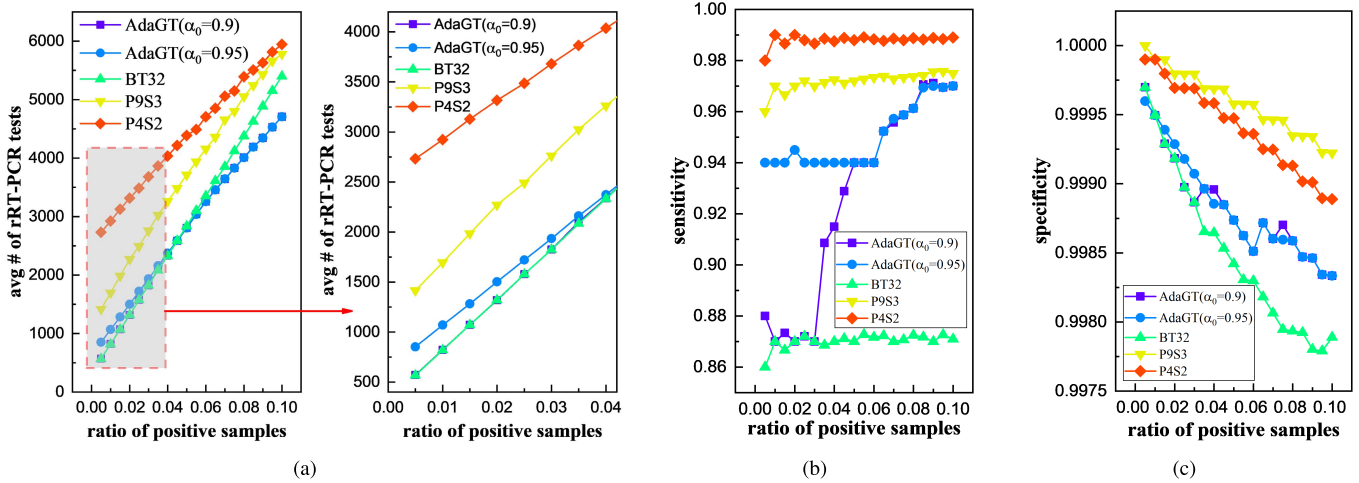 AdaGT(α0=0.9)
AdaGT(α0=0.95)
BT32
P9S3
P4S2
avg # of rRT-PCR tests
6000
5000
4000
3000
2000
1000
0
0.00 0.02 0.04 0.06 0.08 0.10
ratio of positive samples
AdaGT(α0=0.9)
AdaGT(α0=0.95)
BT32
P9S3
P4S2
avg # of rRT-PCR tests
4000
3500
3000
2500
2000
1500
1000
500
0.00 0.01 0.02 0.03 0.04
ratio of positive samples
(a)
sensitivity
1.00
0.98
0.96
0.94
0.92
0.90
0.88
0.86
AdaGT(α0=0.9)
AdaGT(α0=0.95)
BT32
P9S3
P4S2
0.00 0.02 0.04 0.06 0.08 0.10
ratio of positive samples
(b)
specificity
1.0000
0.9995
0.9990
0.9985
0.9980
0.9975
AdaGT(α0=0.9)
AdaGT(α0=0.95)
BT32
P9S3
P4S2
0.00 0.02 0.04 0.06 0.08 0.10
ratio of positive samples
(c)